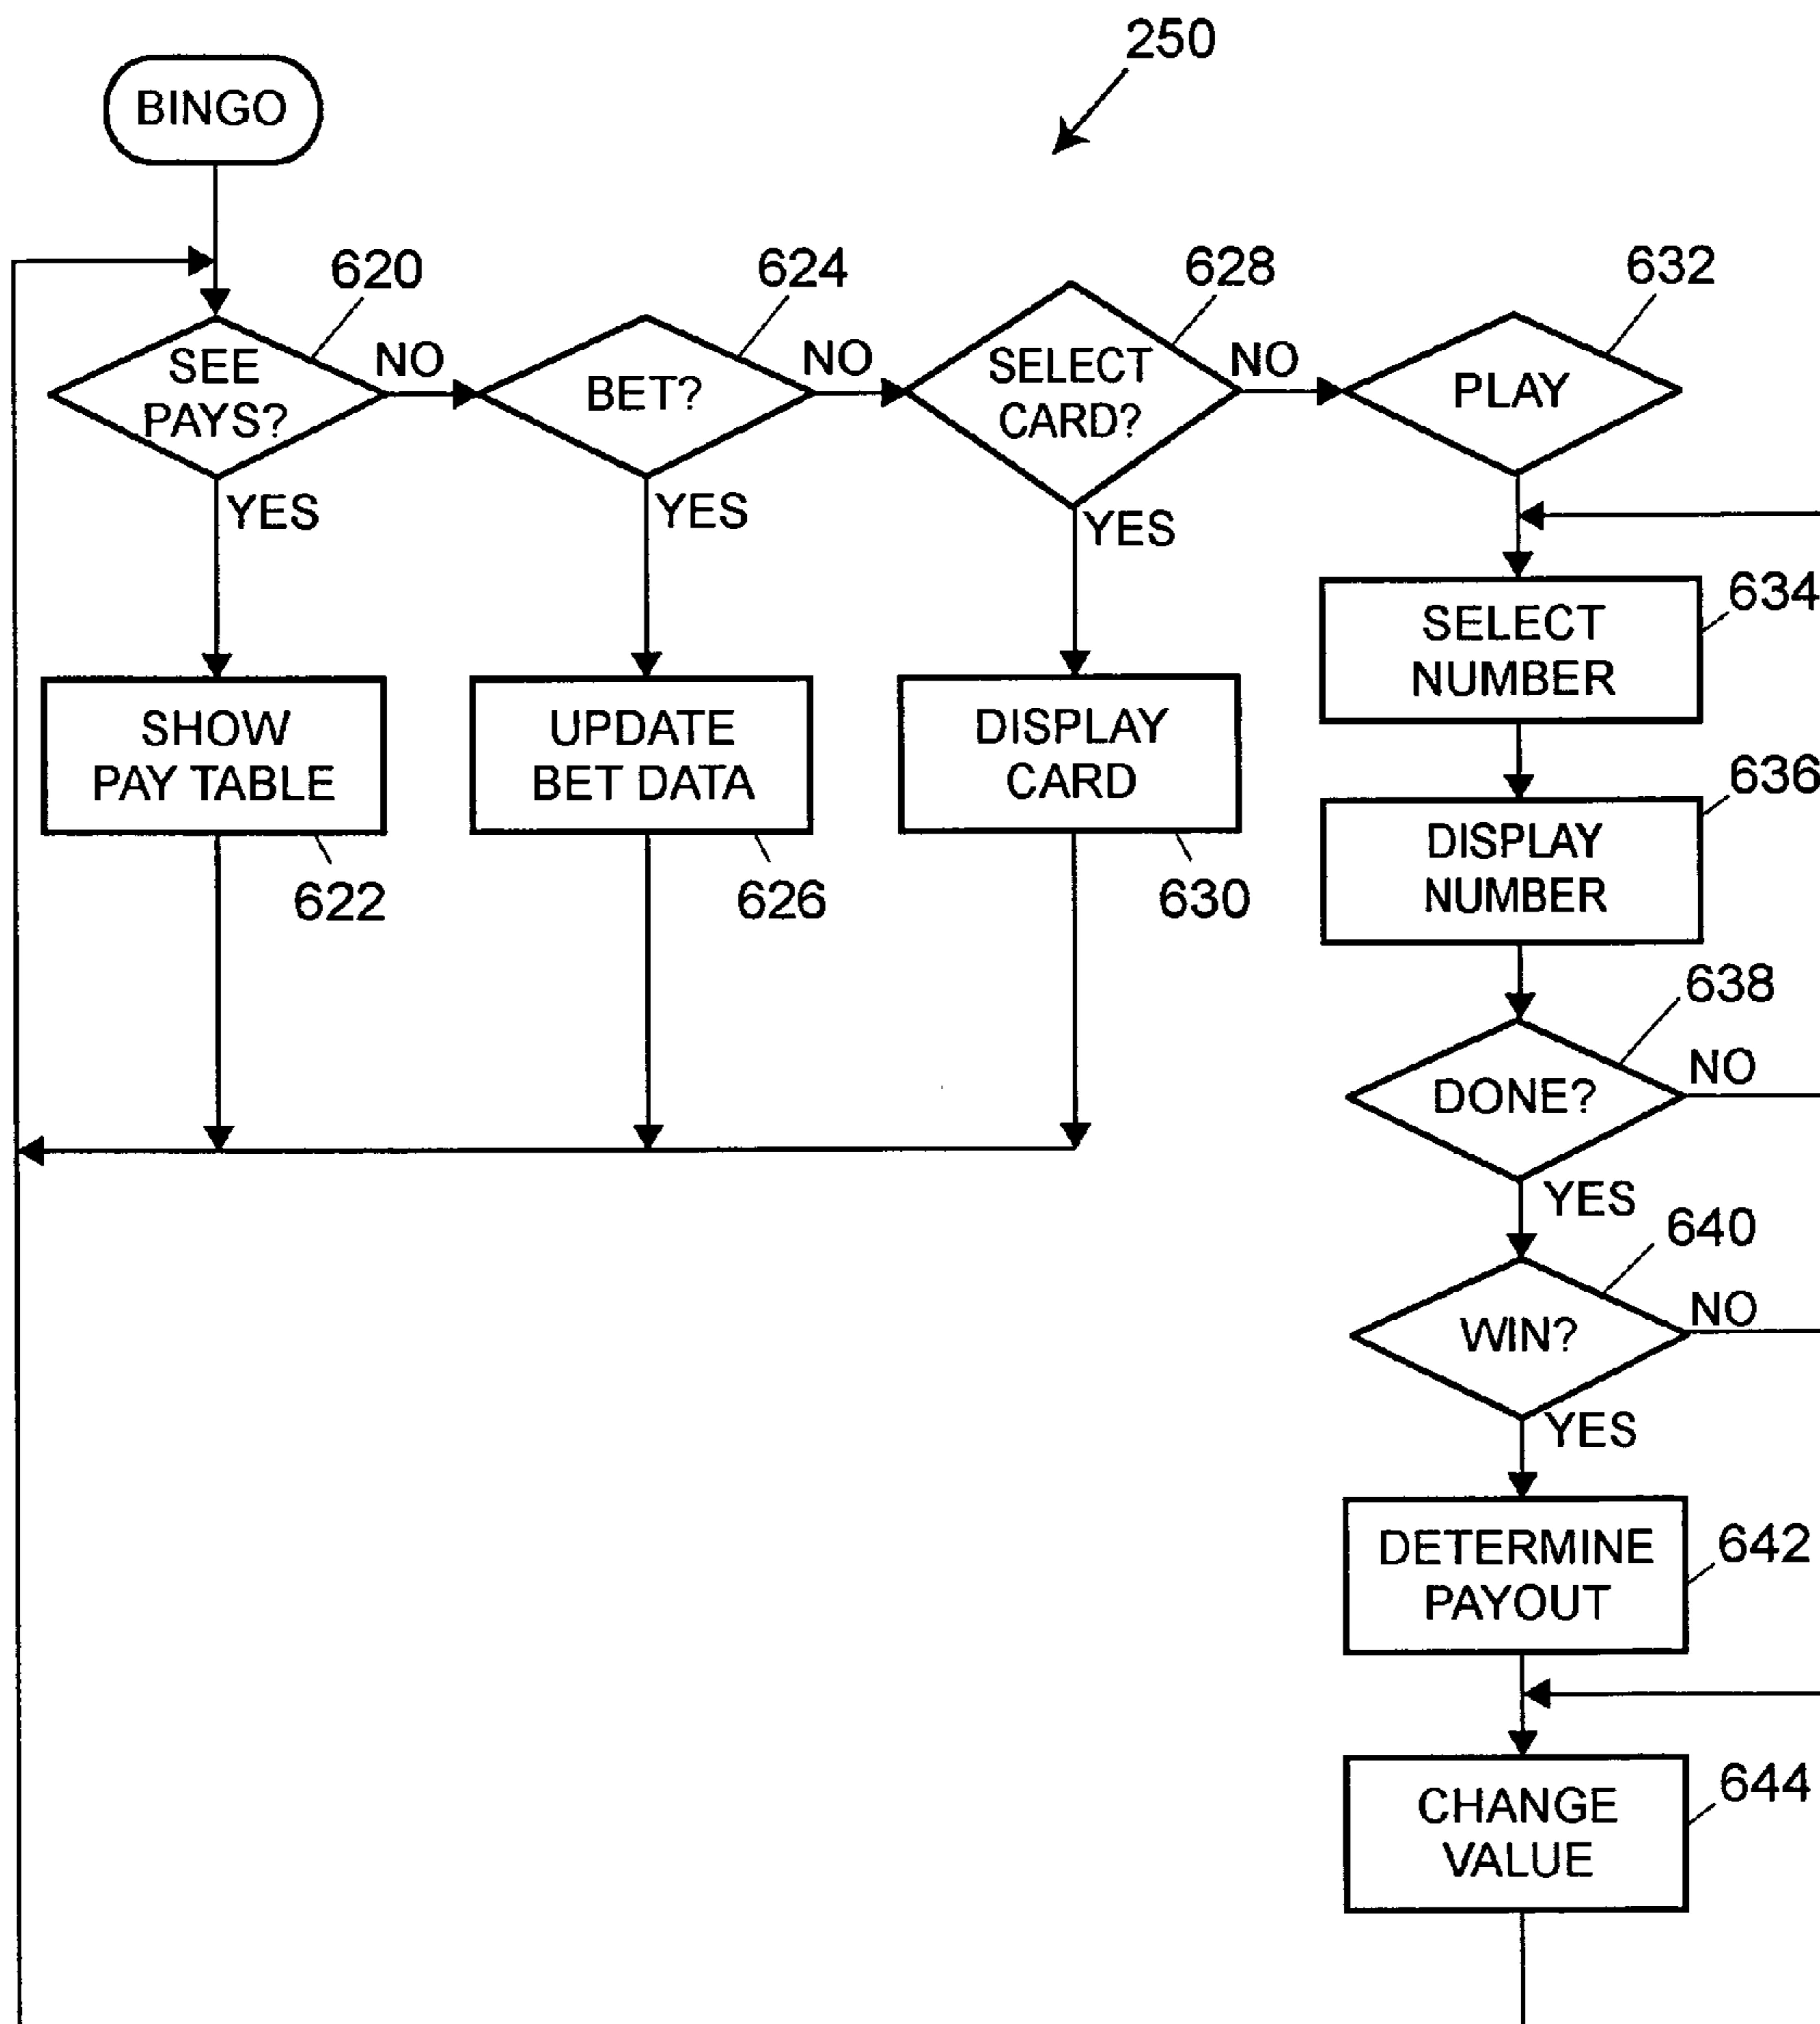 250
BINGO
620
624
628
632
SEE
PAYS?
NO
BET?
NO
SELECT
CARD?
NO
PLAY
YES
YES
YES
SELECT
NUMBER
634
SHOW
PAY TABLE
UPDATE
BET DATA
DISPLAY
CARD
622
626
630
DISPLAY
NUMBER
636
638
DONE?
NO
YES
640
WIN?
NO
YES
DETERMINE
PAYOUT
642
CHANGE
VALUE
644